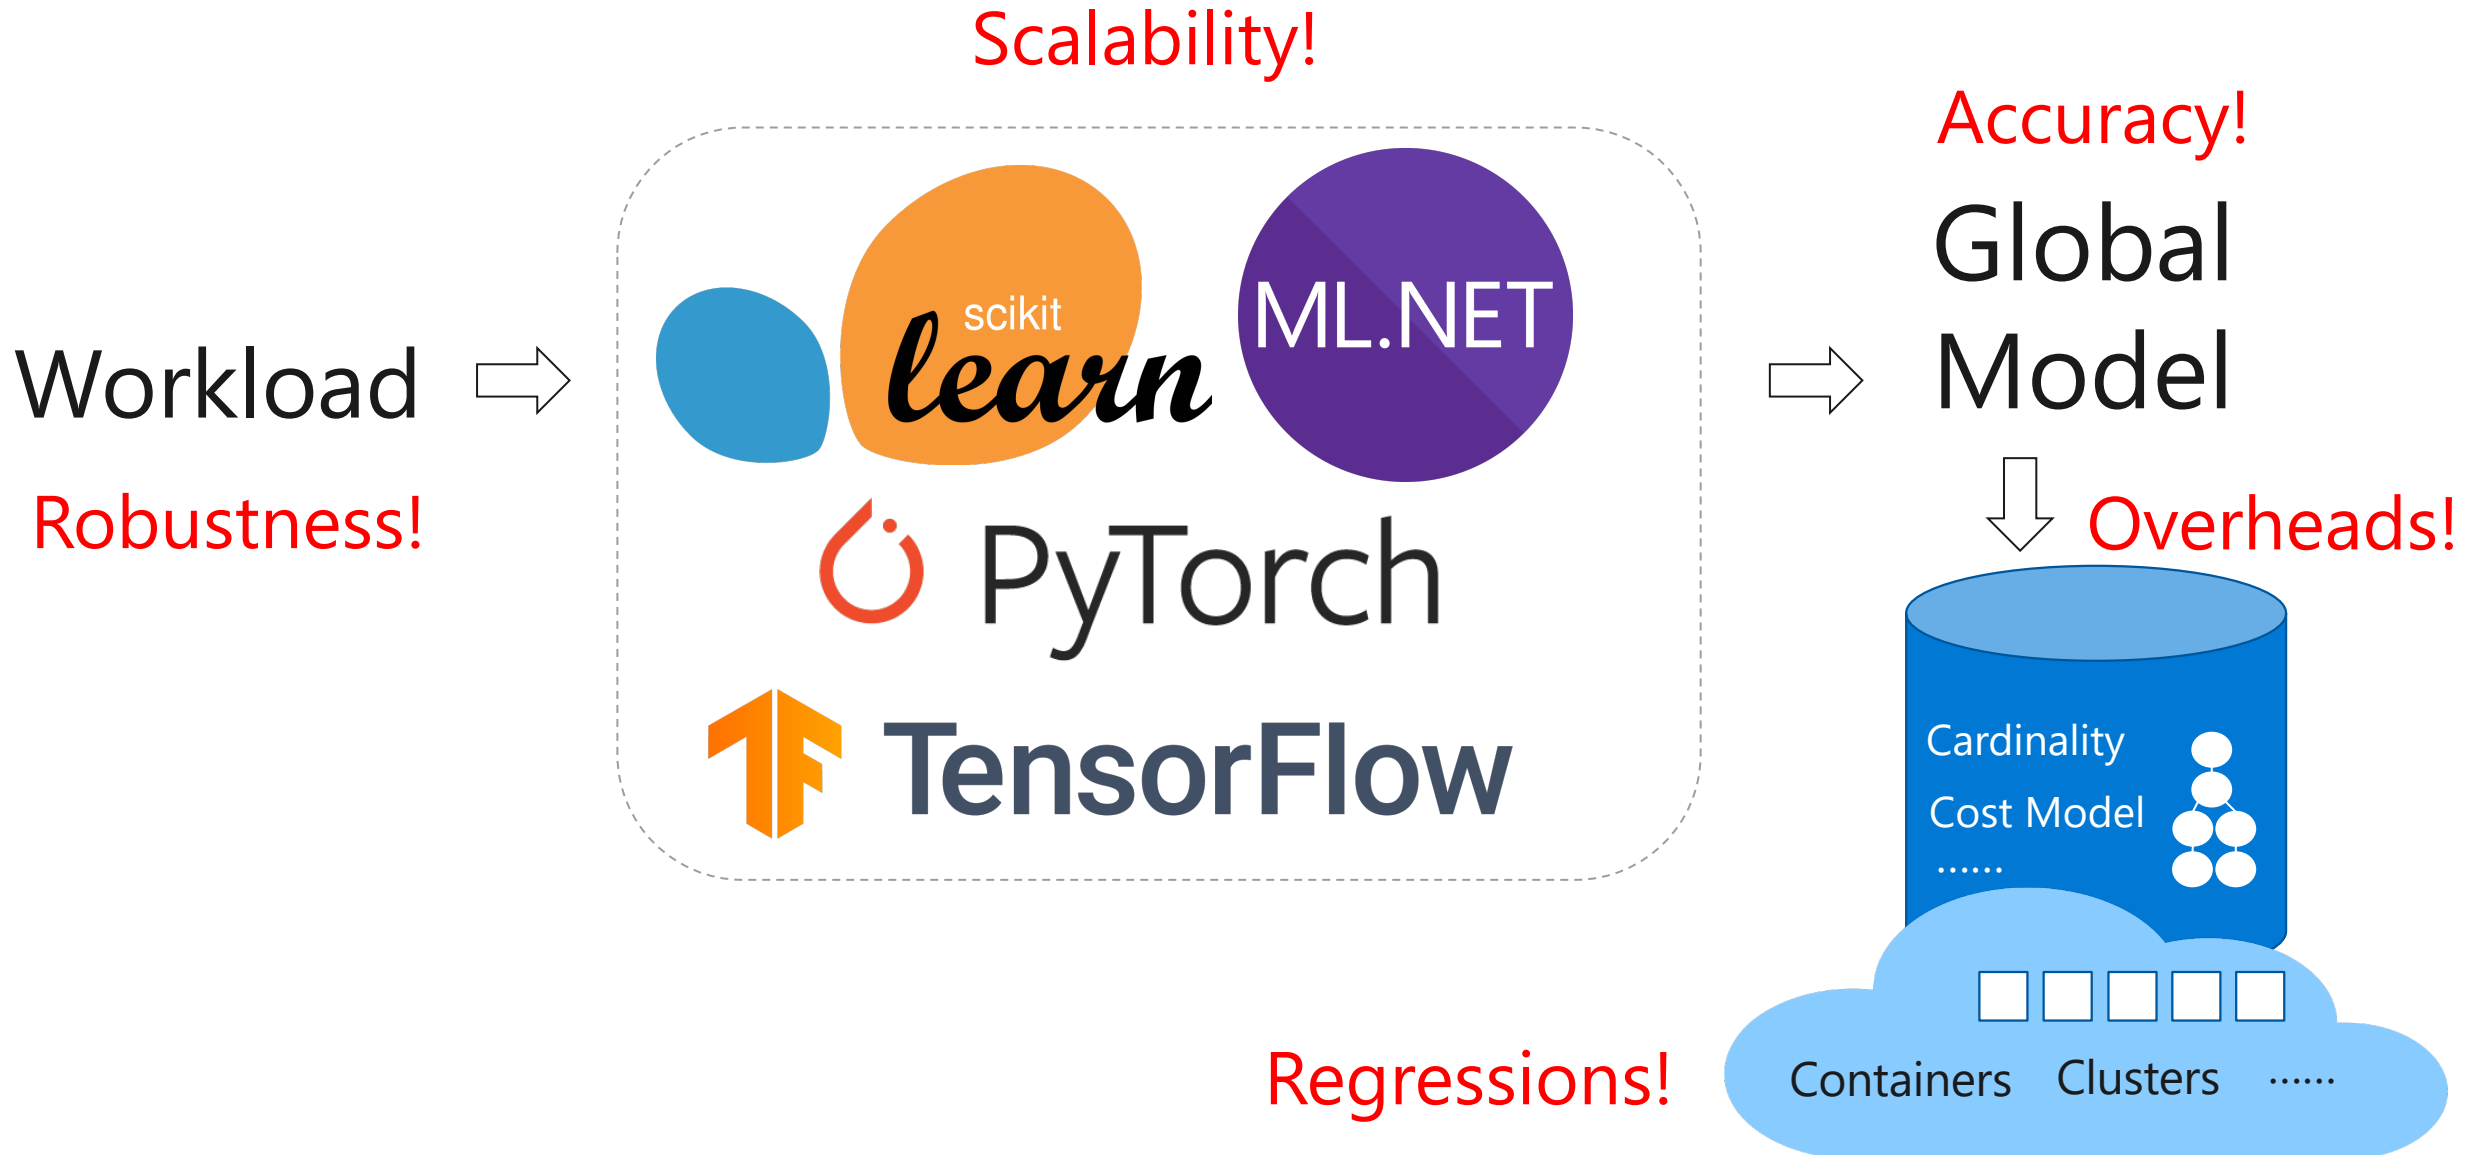 Scalability!
Accuracy!
Global
Model
Workload
Robustness!
scikit
learn
ML.NET
PyTorch
TensorFlow
Overheads!
Cardinality
Cost Model
......
Regressions!
Containers
Clusters
......